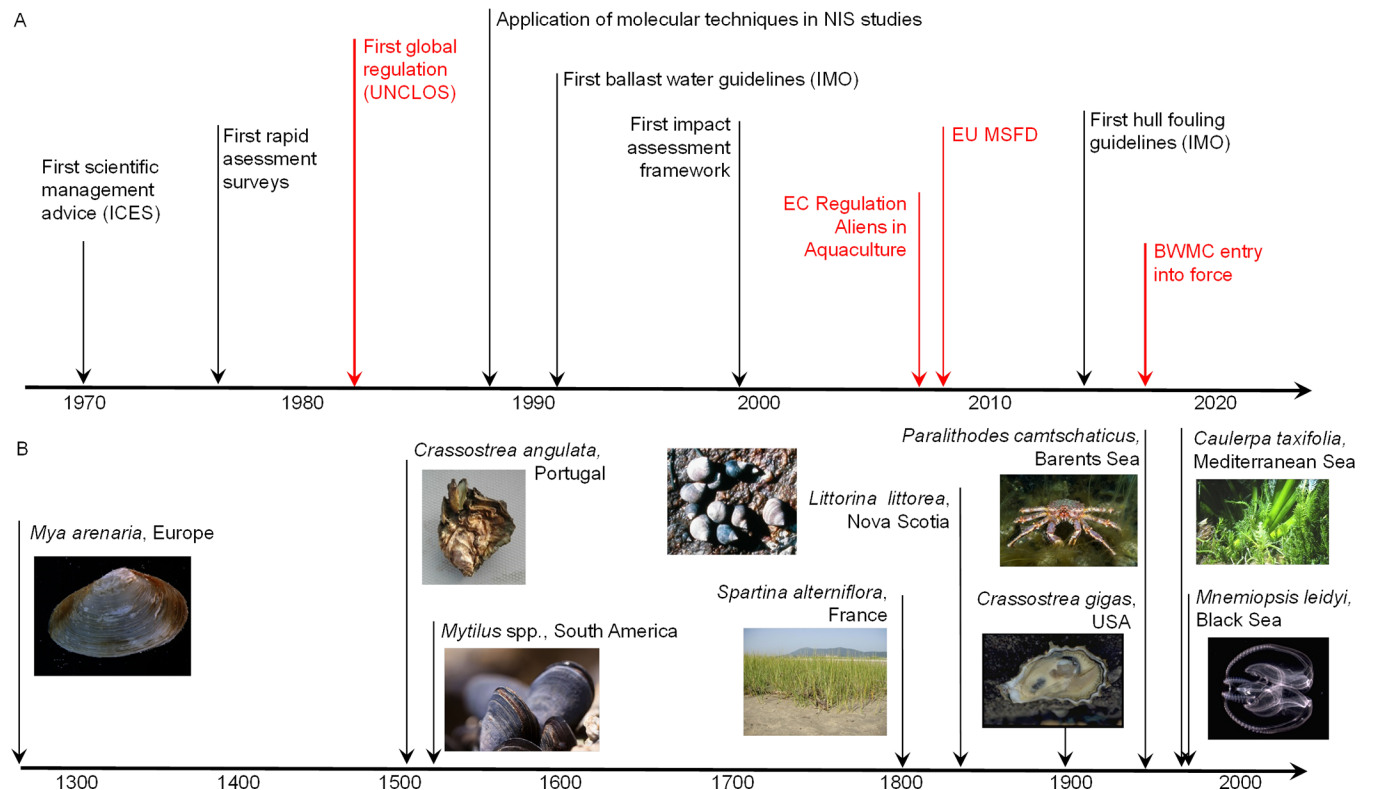 A
Application of molecular techniques in NIS studies
First global
regulation
(UNCLOS)
First ballast water guidelines (IMO)
First rapid
asessment
surveys
First impact
assessment
framework
EU MSFD
First hull fouling
guidelines (IMO)
First scientific
management
advice (ICES)
EC Regulation
Aliens in
Aquaculture
BWMC entry
into force
1970
1980
1990
2000
2010
2020
B
Mya arenaria, Europe
Crassostrea angulata,
Portugal
Mytilus spp., South America
Spartina alterniflora,
France
Littorina littorea,
Nova Scotia
Paralithodes camtschaticus,
Barents Sea
Crassostrea gigas,
USA
Caulerpa taxifolia,
Mediterranean Sea
Mnemiopsis leidyi,
Black Sea
1300
1400
1500
1600
1700
1800
1900
2000